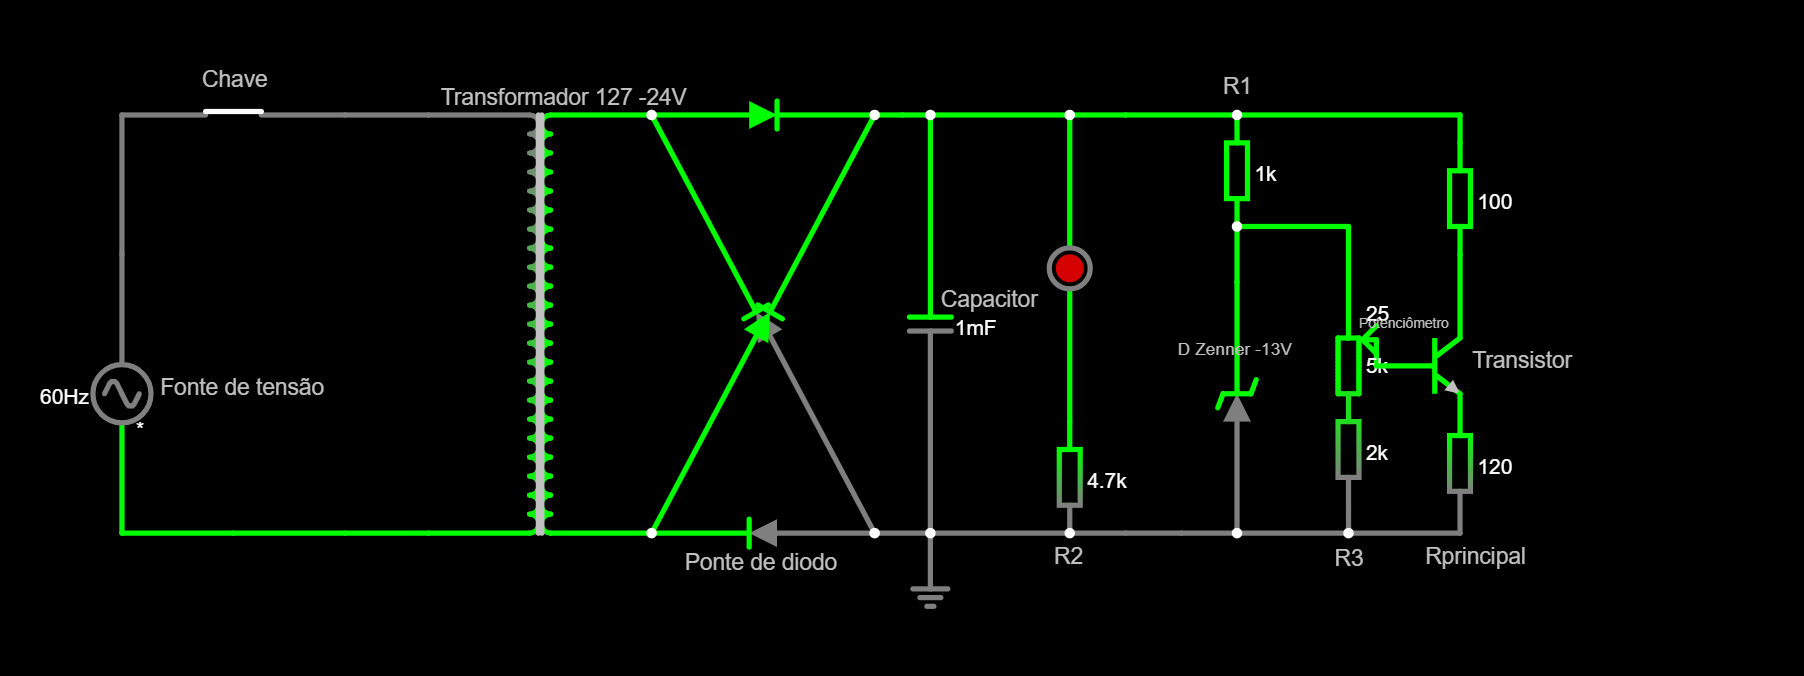 Chave
Transformador 127 -24V
R1
1k
100
Capacitor
1mF
25
Potenciômetro
D Zenner -13V
5k
Transistor
60Hz
Fonte de tensão
*
4.7k
2k
120
Ponte de diodo
R2
R3
Rprincipal